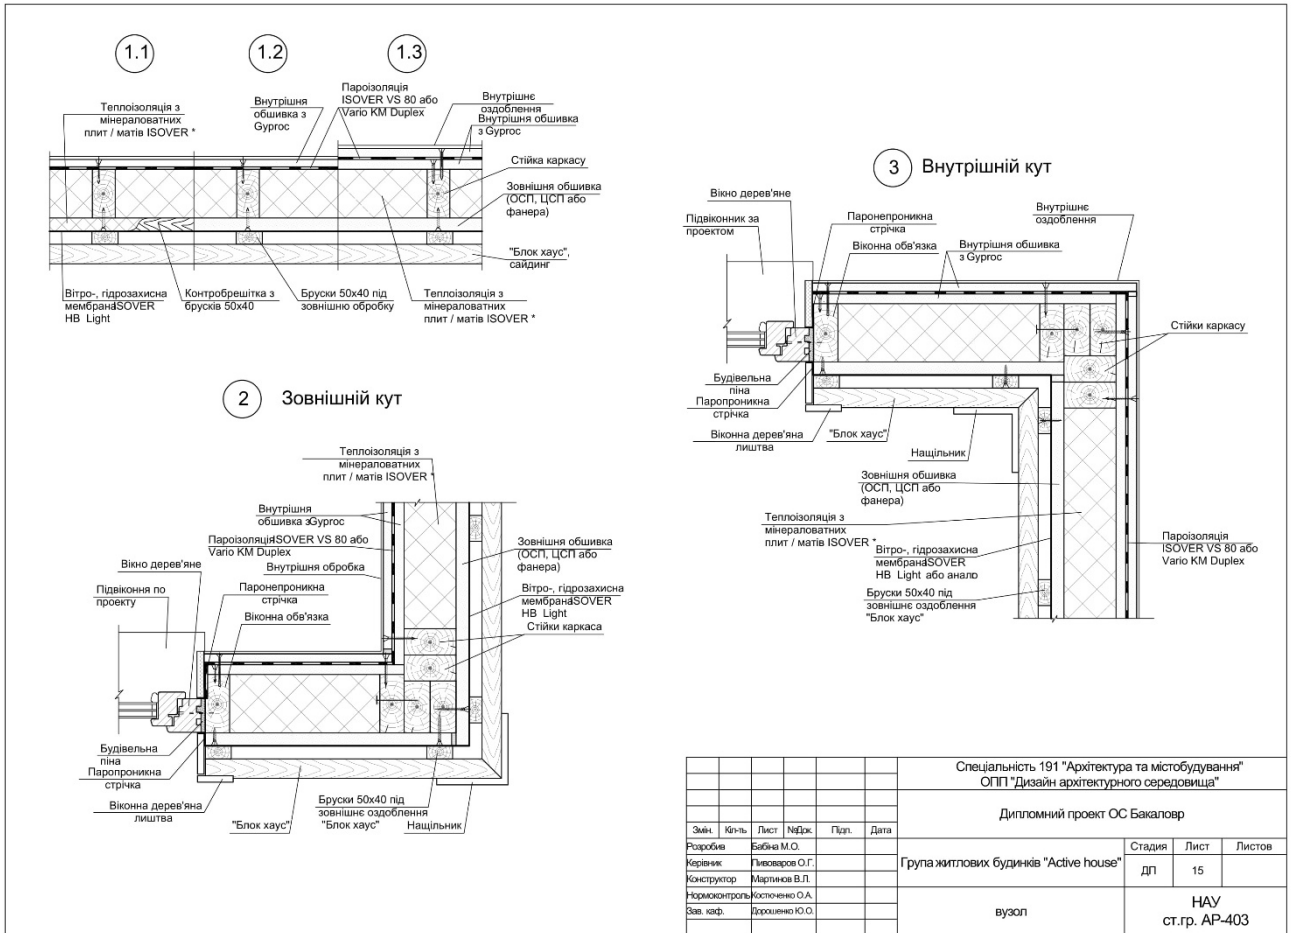 1.1
1.2
1.3
Теплоізоляція з
мінераловатних
плит / матів ISOVER *
Внутрішня
обшивка з
Gyproc
Пароізоляція
ISOVER VS 80 або
Vario KM Duplex
Внутрішнє
оздоблення
Внутрішня обшивка
з Gyproc
Стійка каркасу
Зовнішня обшивка
(ОСП, ЦСП або
фанера)
"Блок хаус",
сайдинг
Вітро-, гідрозахисна
мембрана ISOVER
HB Light
Контробрешітка з
брусків 50х40
Бруски 50х40 під
зовнішню обробку
Теплоізоляція з
мінераловатних
плит / матів ISOVER *
2
Зовнішній кут
Теплоізоляція з
мінераловатних
плит / матів ISOVER *
Внутрішня
обшивка з Gyproc
Пароізоляція ISOVER VS 80 або
Vario KM Duplex
Внутрішня обробка
Вікно дерев'яне
Паронепроникна
стрічка
Підвіконня по
проекту
Віконна обв'язка
Зовнішня обшивка
(ОСП, ЦСП або
фанера)
Вітро-, гідрозахисна
мембрана ISOVER
HB Light
Стійки каркаса
Будівельна
піна
Паропроникна
стрічка
Віконна дерев'яна
лиштва
"Блок хаус"
Бруски 50х40 під
зовнішнє оздоблення
"Блок хаус"
Нащільник
3
Внутрішній кут
Вікно дерев'яне
Підвіконник за
проектом
Паронепроникна
стрічка
Віконна обв'язка
Внутрішня обшивка
з Gyproc
Внутрішнє
оздоблення
Стійки каркасу
Будівельна
піна
Паропроникна
стрічка
Віконна дерев'яна
лиштва
"Блок хаус"
Нащільник
Зовнішня обшивка
(ОСП, ЦСП або
фанера)
Теплоізоляція з
мінераловатних
плит / матів ISOVER *
Вітро-, гідрозахисна
мембрана ISOVER
HB Light або аналог
Бруски 50х40 під
зовнішнє оздоблення
"Блок хаус"
Пароізоляція
ISOVER VS 80 або
Vario KM Duplex
Спеціальність 191 "Архітектура та містобудування"
ОПП "Дизайн архітектурного середовища"
Дипломний проект ОС Бакаловр
Змін. Кіл-ть Лист №Док. Підп. Дата
Розробив Бабіна М.О.
Керівник Пивоваров О.Г.
Конструктор Мартинов В.Л.
Нормоконтроль Костюченко О.А.
Зав. каф. Дорошенко Ю.О.
Група житлових будинків "Active house"
Стадия Лист Листов
ДП 15
вузол
НАУ
ст.гр. АР-403